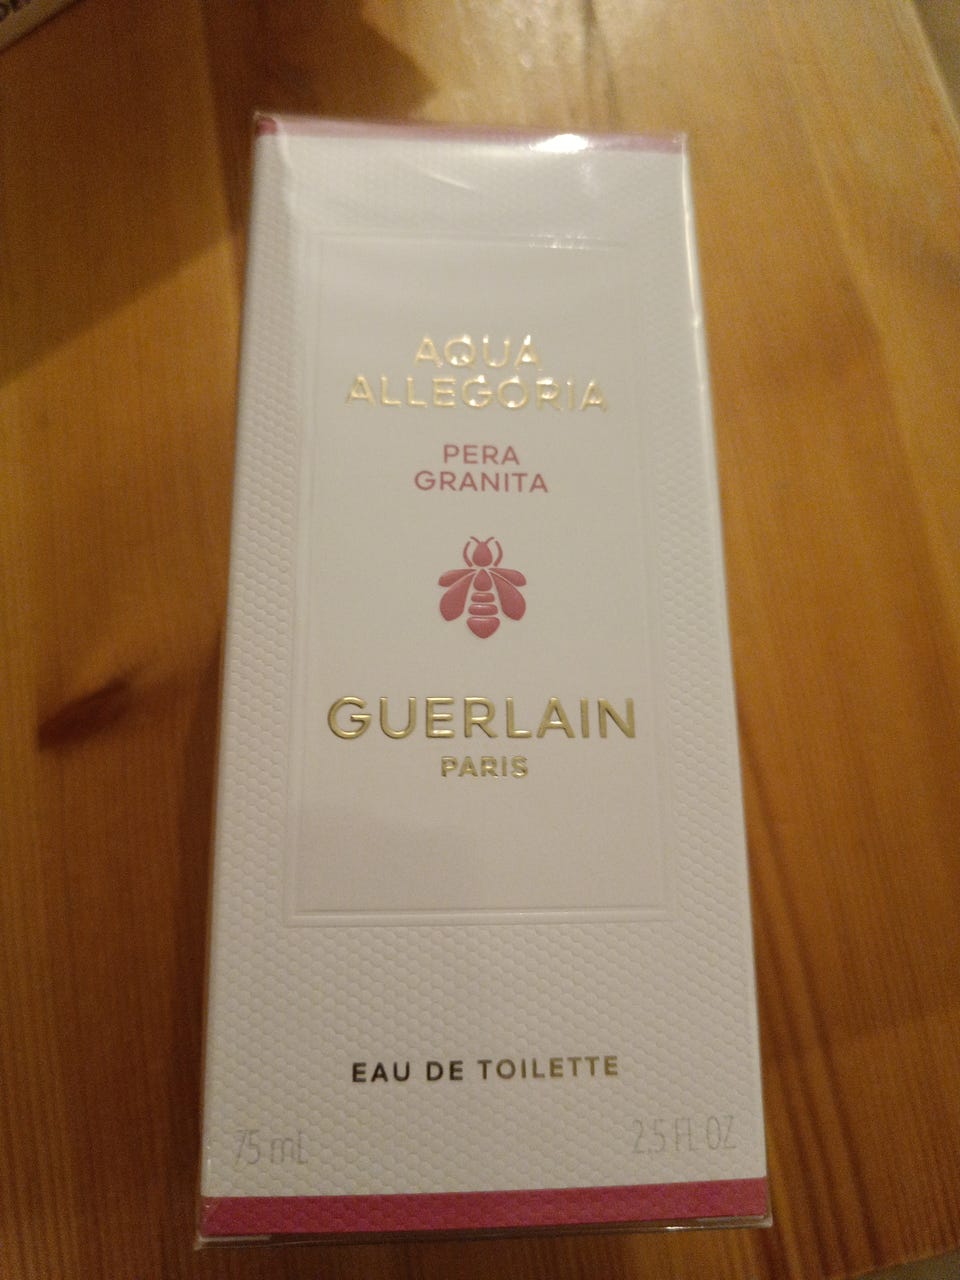 AQUA
ALLEGORIA
PERA
GRANITA
GUERLAIN
PARIS
EAU DE TOILETTE
75 mL
2,5 FL OZ